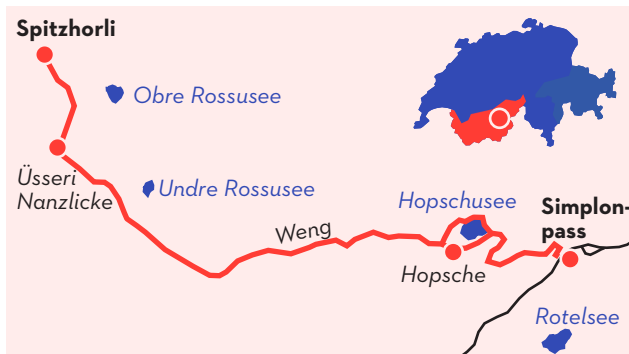 Spitzhorli
Obre Rossusee
Üsseri
Nanzlicke
Undre Rossusee
Hopschusee
Simplon-
pass
Weng
Hopsche
Rotelsee